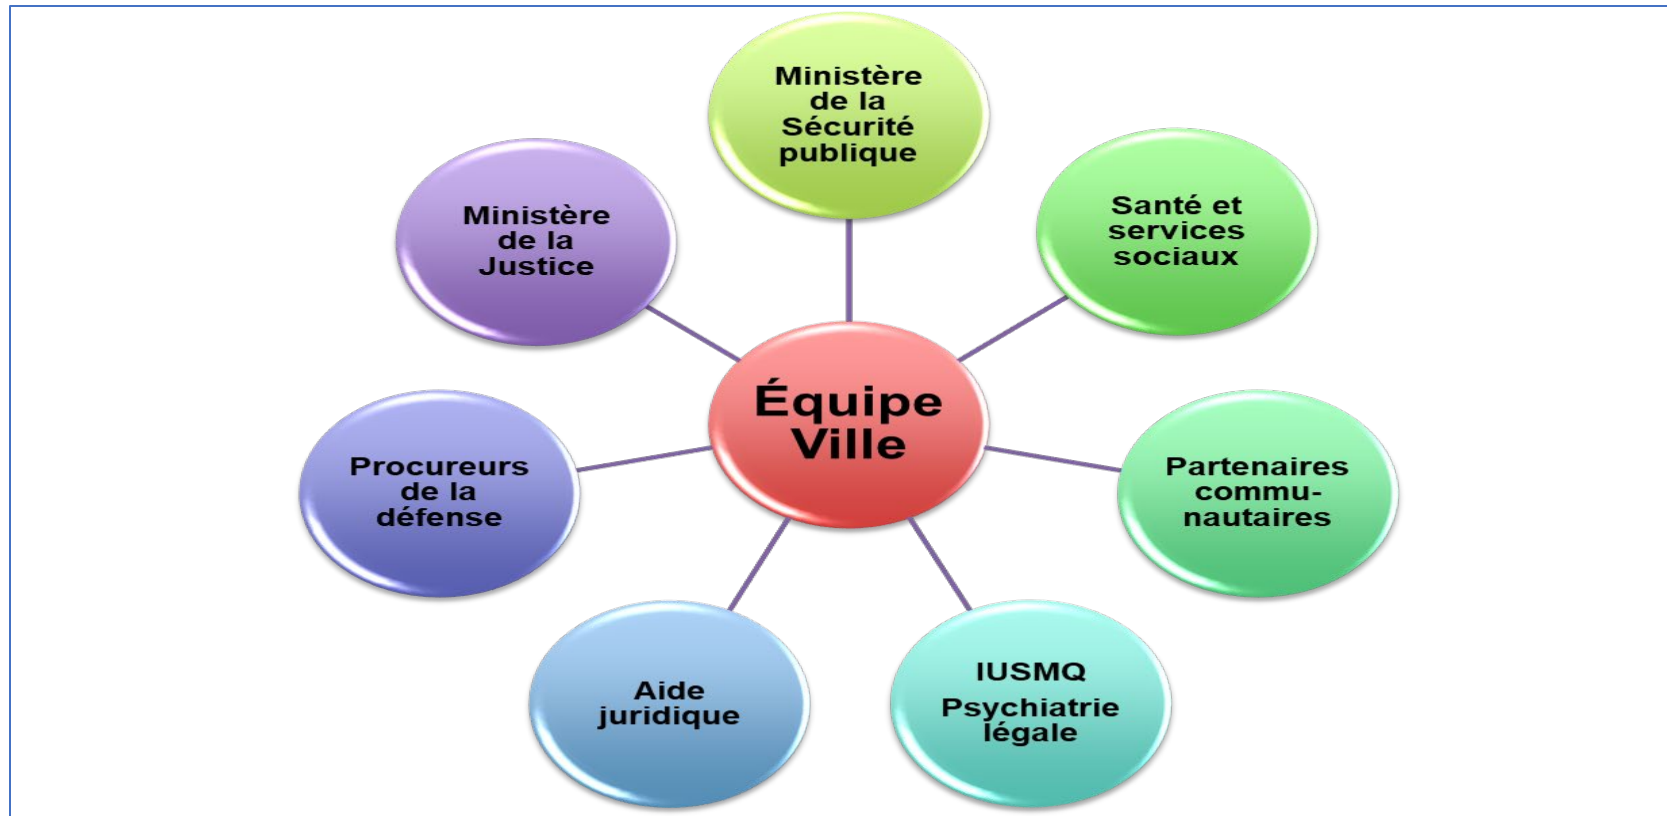 Ministère
de la
Sécurité
publique
Santé et
services
sociaux
Partenaires
commu-
nautaires
IUSMQ
Psychiatrie
légale
Aide
juridique
Procureurs
de la
défense
Ministère
de la
Justice
Équipe
Ville